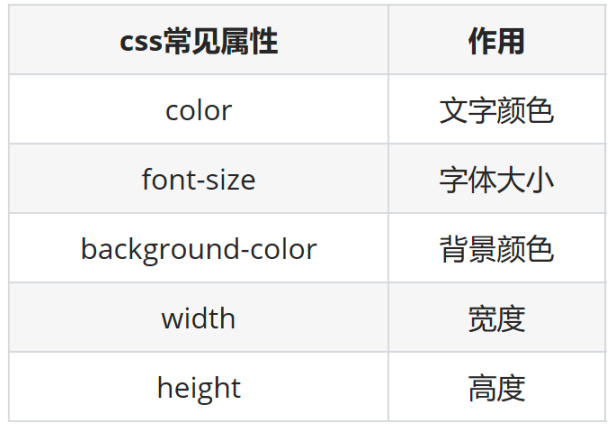 css常见属性 作用
color 文字颜色
font-size 字体大小
background-color 背景颜色
width 宽度
height 高度